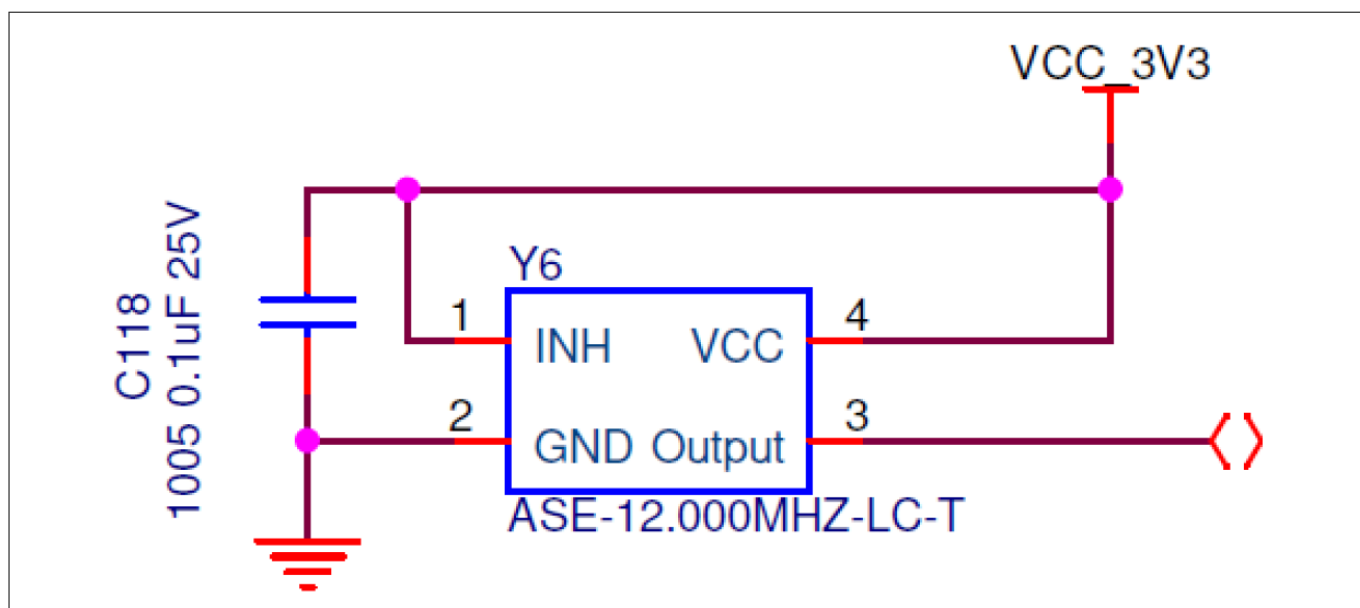 VCC_3V3
Y6
C118
1005 0.1uF 25V
1
INH
VCC
4
2
GND
Output
3
ASE-12.000MHZ-LC-T